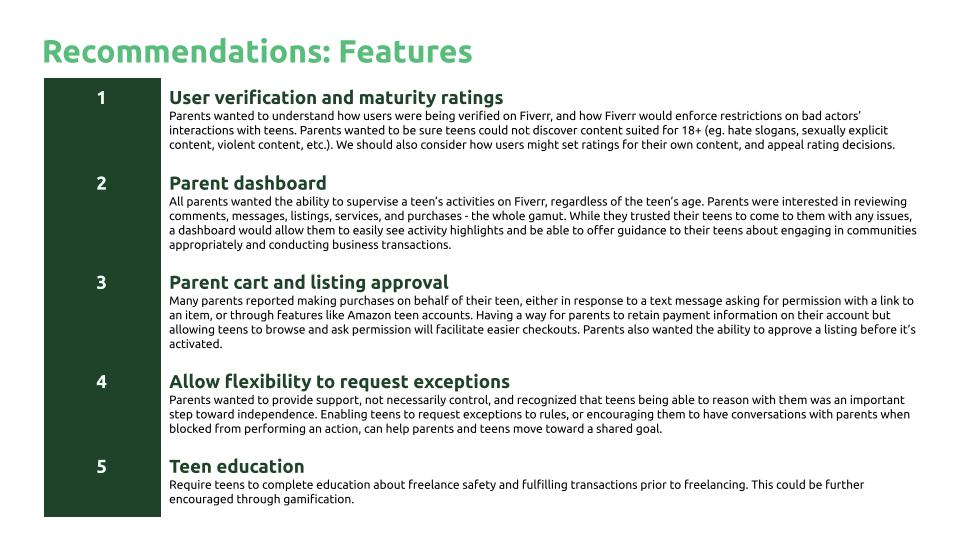 Recommendations: Features
1
User verification and maturity ratings
Parents wanted to understand how users were being verified on Fiverr, and how Fiverr would enforce restrictions on bad actors'
interactions with teens. Parents wanted to be sure teens could not discover content suited for 18+ (eg. hate slogans, sexually explicit
content, violent content, etc.). We should also consider how users might set ratings for their own content, and appeal rating decisions.
2
Parent dashboard
All parents wanted the ability to supervise a teen's activities on Fiverr, regardless of the teen's age. Parents were interested in reviewing
comments, messages, listings, services, and purchases - the whole gamut. While they trusted their teens to come to them with any issues,
a dashboard would allow them to easily see activity highlights and be able to offer guidance to their teens about engaging in communities
appropriately and conducting business transactions.
3
Parent cart and listing approval
Many parents reported making purchases on behalf of their teen, either in response to a text message asking for permission with a link to
an item, or through features like Amazon teen accounts. Having a way for parents to retain payment information on their account but
allowing teens to browse and ask permission will facilitate easier checkouts. Parents also wanted the ability to approve a listing before it's
activated.
4
Allow flexibility to request exceptions
Parents wanted to provide support, not necessarily control, and recognized that teens being able to reason with them was an important
step toward independence. Enabling teens to request exceptions to rules, or encouraging them to have conversations with parents when
blocked from performing an action, can help parents and teens move toward a shared goal.
5
Teen education
Require teens to complete education about freelance safety and fulfilling transactions prior to freelancing. This could be further
encouraged through gamification.